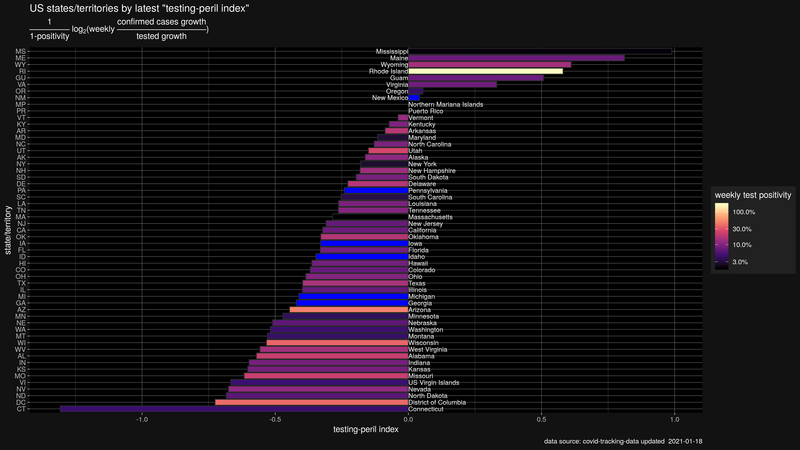 US states/territories by latest "testing-peril index"
1 confirmed cases growth
log2(weekly )
1-positivity tested growth
MS Mississippi
ME Maine
WY Wyoming
RI Rhode Island
GU Guam
VA Virginia
OR Oregon
NM New Mexico
MP Northern Mariana Islands
PR Puerto Rico
VT Vermont
KY Kentucky
AR Arkansas
MD Maryland
NC North Carolina
UT Utah
AK Alaska
NY New York
NH New Hampshire
SD South Dakota
DE Delaware
PA Pennsylvania
SC South Carolina
LA Louisiana
TN Tennessee
MA Massachusetts
NJ New Jersey
CA California
OK Oklahoma
IA Iowa
FL Florida
ID Idaho
HI Hawaii
CO Colorado
OH Ohio
TX Texas
IL Illinois
MI Michigan
GA Georgia
AZ Arizona
MN Minnesota
NE Nebraska
WA Washington
MT Montana
WI Wisconsin
WV West Virginia
AL Alabama
IN Indiana
KS Kansas
MO Missouri
VI US Virgin Islands
NV Nevada
ND North Dakota
DC District of Columbia
CT Connecticut
state/territory
-1.0 -0.5 0.0 0.5 1.0
testing-peril index
weekly test positivity
100.0%
30.0%
10.0%
3.0%
data source: covid-tracking-data updated 2021-01-18